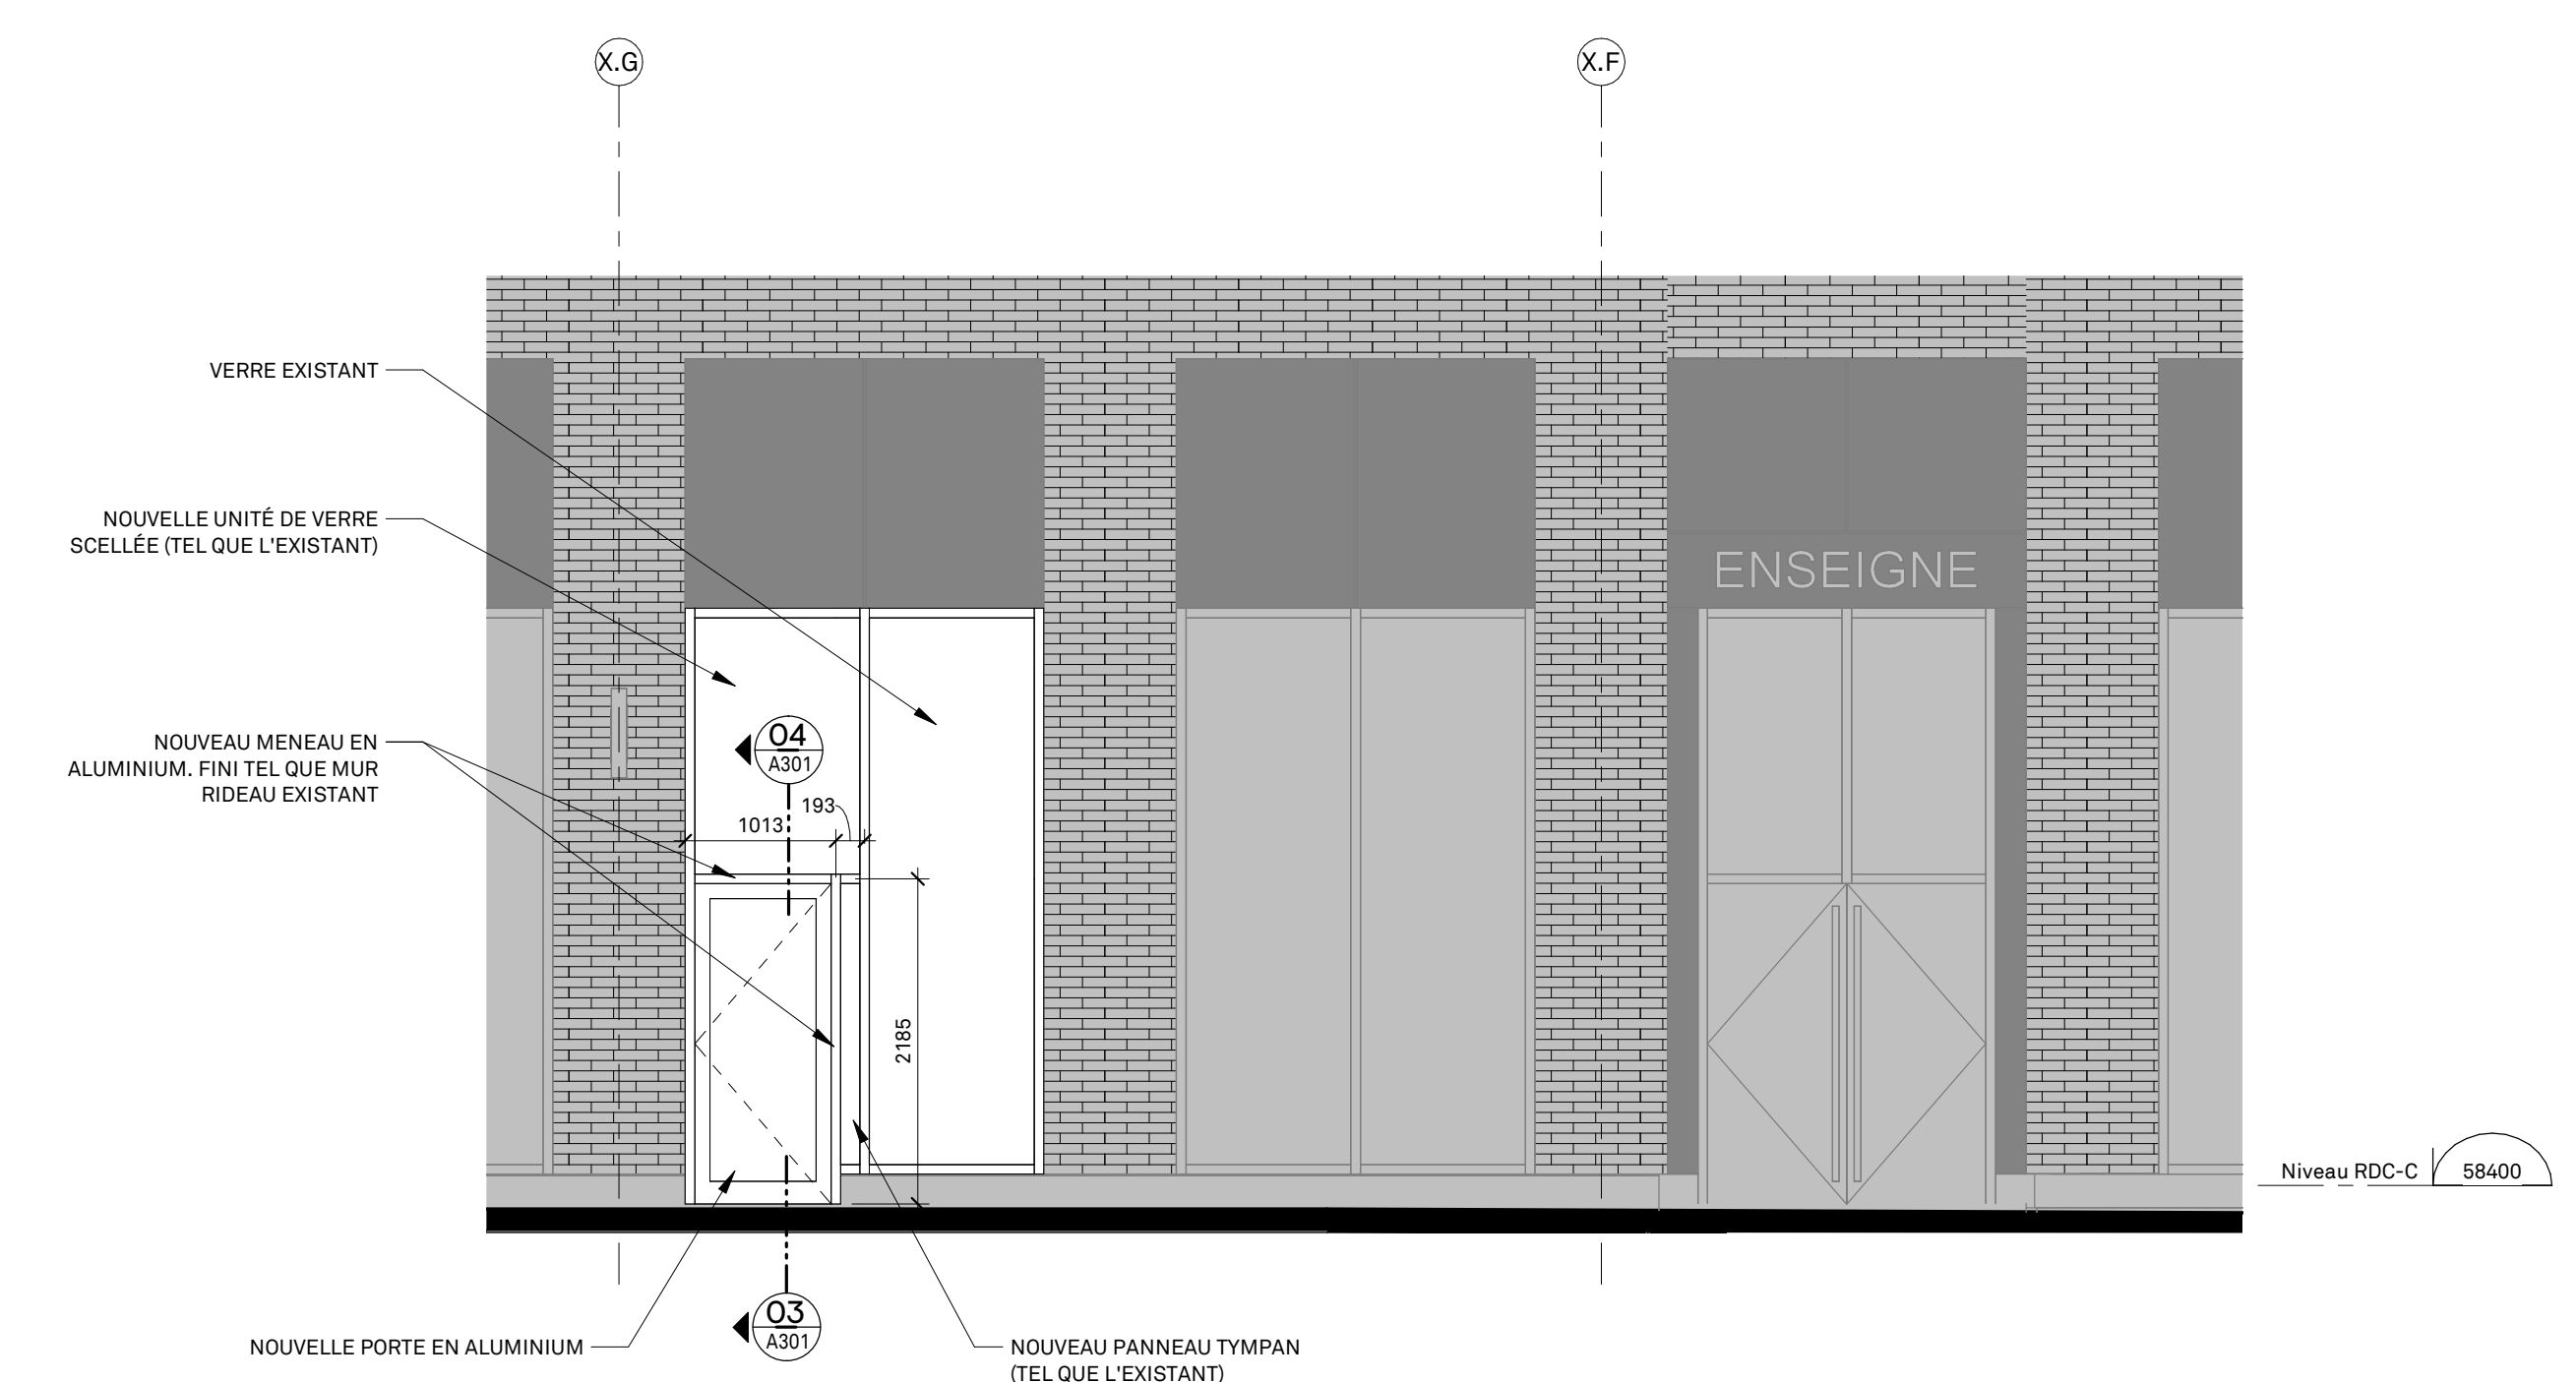 X.G
X.F
VERRE EXISTANT
NOUVELLE UNITÉ DE VERRE
SCELLÉE (TEL QUE L'EXISTANT)
ENSEIGNE
NOUVEAU MENEAU EN
ALUMINIUM. FINI TEL QUE MUR
RIDEAU EXISTANT
04
A301
193
1013
2185
Niveau RDC-C
58400
03
A301
NOUVELLE PORTE EN ALUMINIUM
NOUVEAU PANNEAU TYMPAN
(TEL QUE L'EXISTANT)